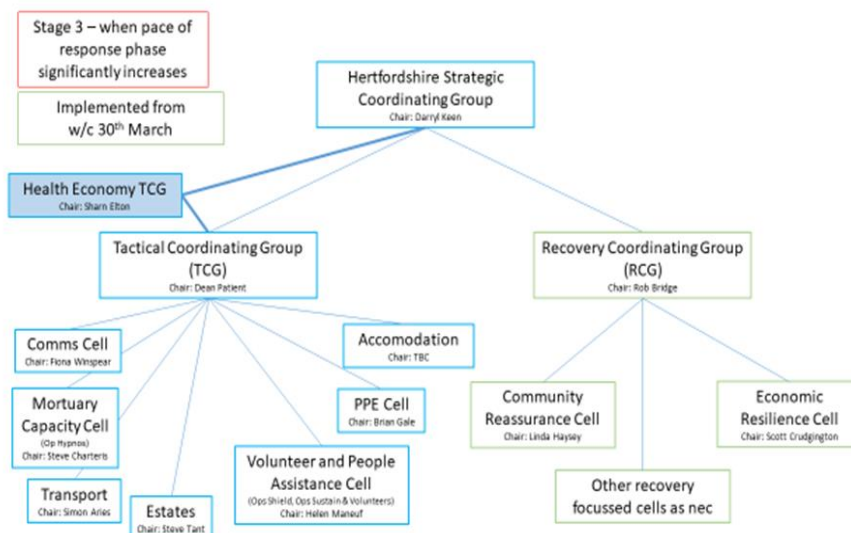 Stage 3 – when pace of
response phase
significantly increases
Implemented from
w/c 30th March
Hertfordshire Strategic
Coordinating Group
Chair: Darryl Keen
Health Economy TCG
Chair: Sharn Elton
Tactical Coordinating Group
(TCG)
Chair: Dean Patient
Recovery Coordinating Group
(RCG)
Chair: Rob Bridge
Comms Cell
Chair: Fiona Winspear
Accomodation
Chair: TBC
Mortuary
Capacity Cell
(Op Hypnos)
Chair: Steve Charteris
PPE Cell
Chair: Brian Gale
Community
Reassurance Cell
Chair: Linda Haysey
Economic
Resilience Cell
Chair: Scott Crudgington
Volunteer and People
Assistance Cell
(Ops Shield, Ops Sustain & Volunteers)
Chair: Helen Maneuf
Transport
Chair: Simon Aries
Estates
Chair: Steve Tant
Other recovery
focussed cells as nec